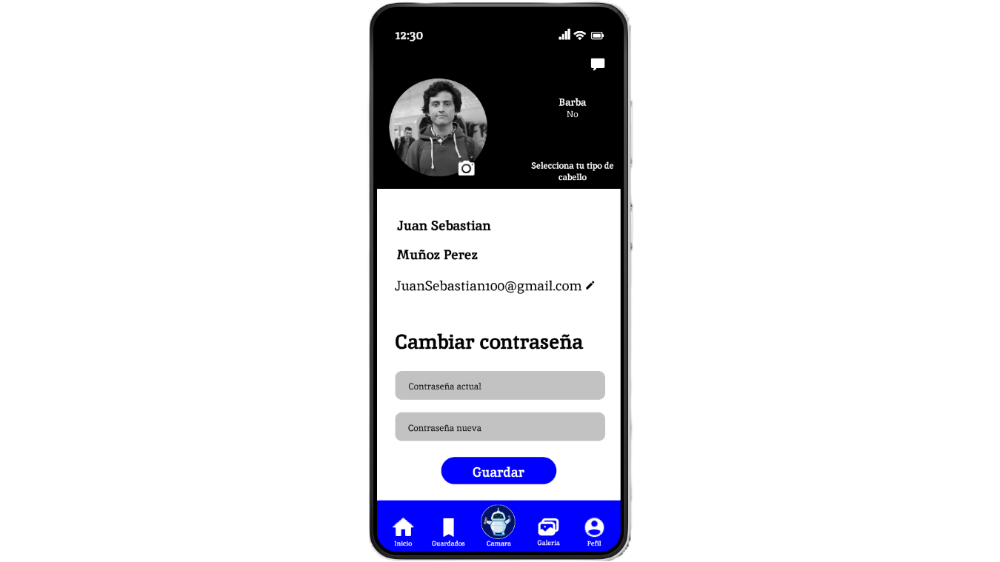 12:30
Barba
No
Selecciona tu tipo de
cabello
Juan Sebastian
Muñoz Perez
JuanSebastian100@gmail.com
Cambiar contraseña
Contraseña actual
Contraseña nueva
Guardar
Inicio
Guardados
Camara
Galeria
Pefil